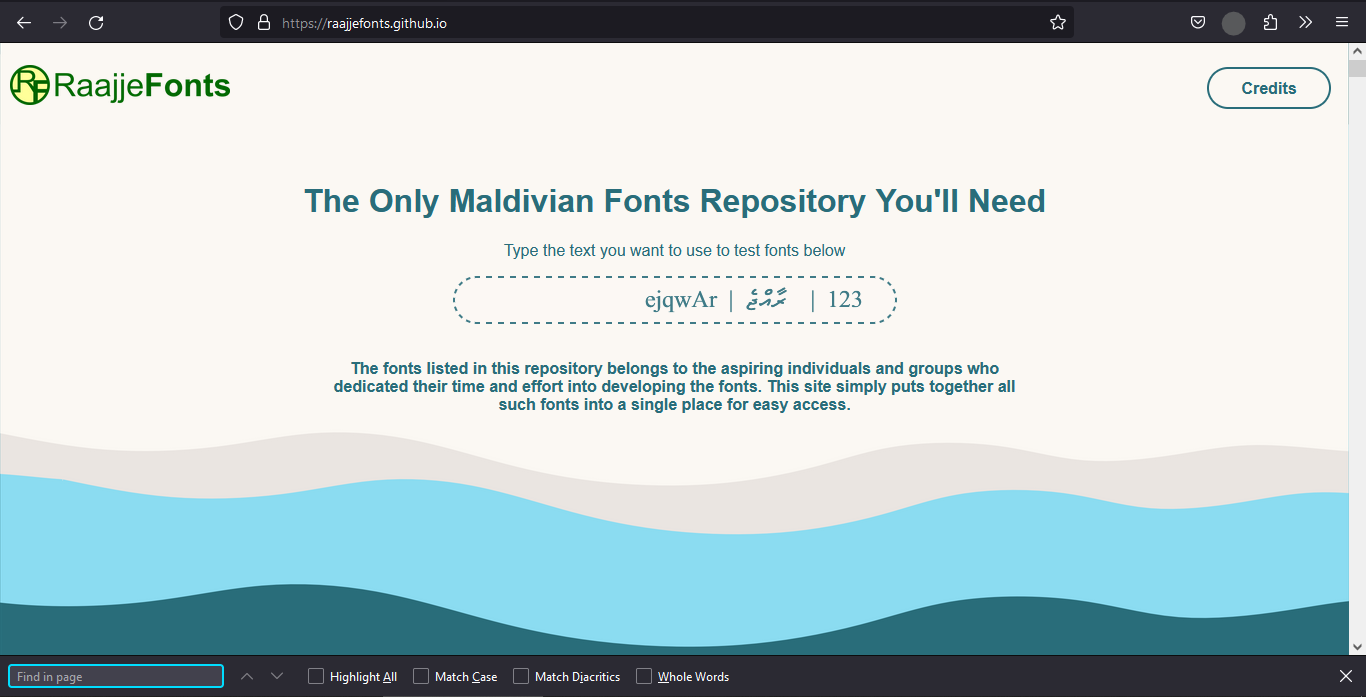 https://raajjefonts.github.io
RF RaajjeFonts
Credits
The Only Maldivian Fonts Repository You'll Need
Type the text you want to use to test fonts below
ejqwAr | ރާއްޖެ | 123
The fonts listed in this repository belongs to the aspiring individuals and groups who
dedicated their time and effort into developing the fonts. This site simply puts together all
such fonts into a single place for easy access.
Find in page
Highlight All
Match Case
Match Diacritics
Whole Words